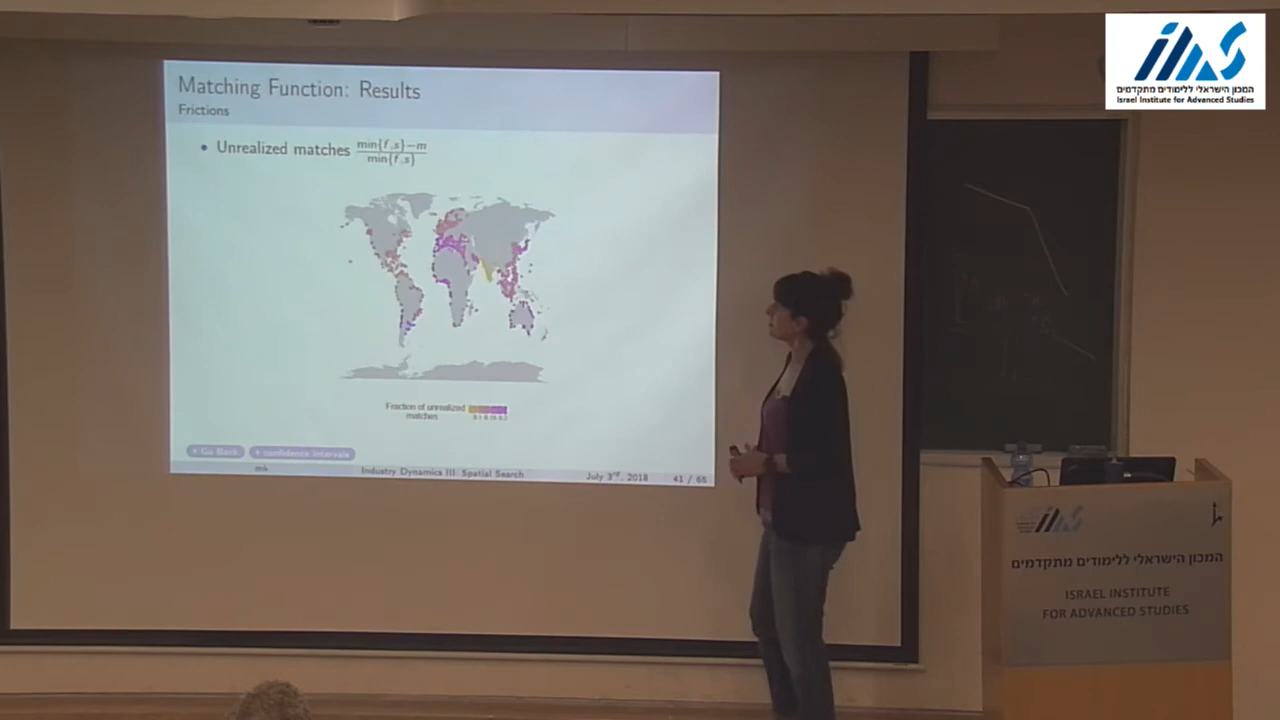 המכון הישראלי ללימודים מתקדמים
Israel Institute for Advanced Studies
Matching Function: Results
Frictions
• Unrealized matches min{f,s}−m / min{f,s}
Fraction of unrealized
matches
Go Back
confidence intervals
mk
Industry Dynamics III: Spatial Search
July 3rd, 2018
41 / 66
המכון הישראלי ללימודים מתקדמים
ISRAEL INSTITUTE
FOR ADVANCED STUDIES